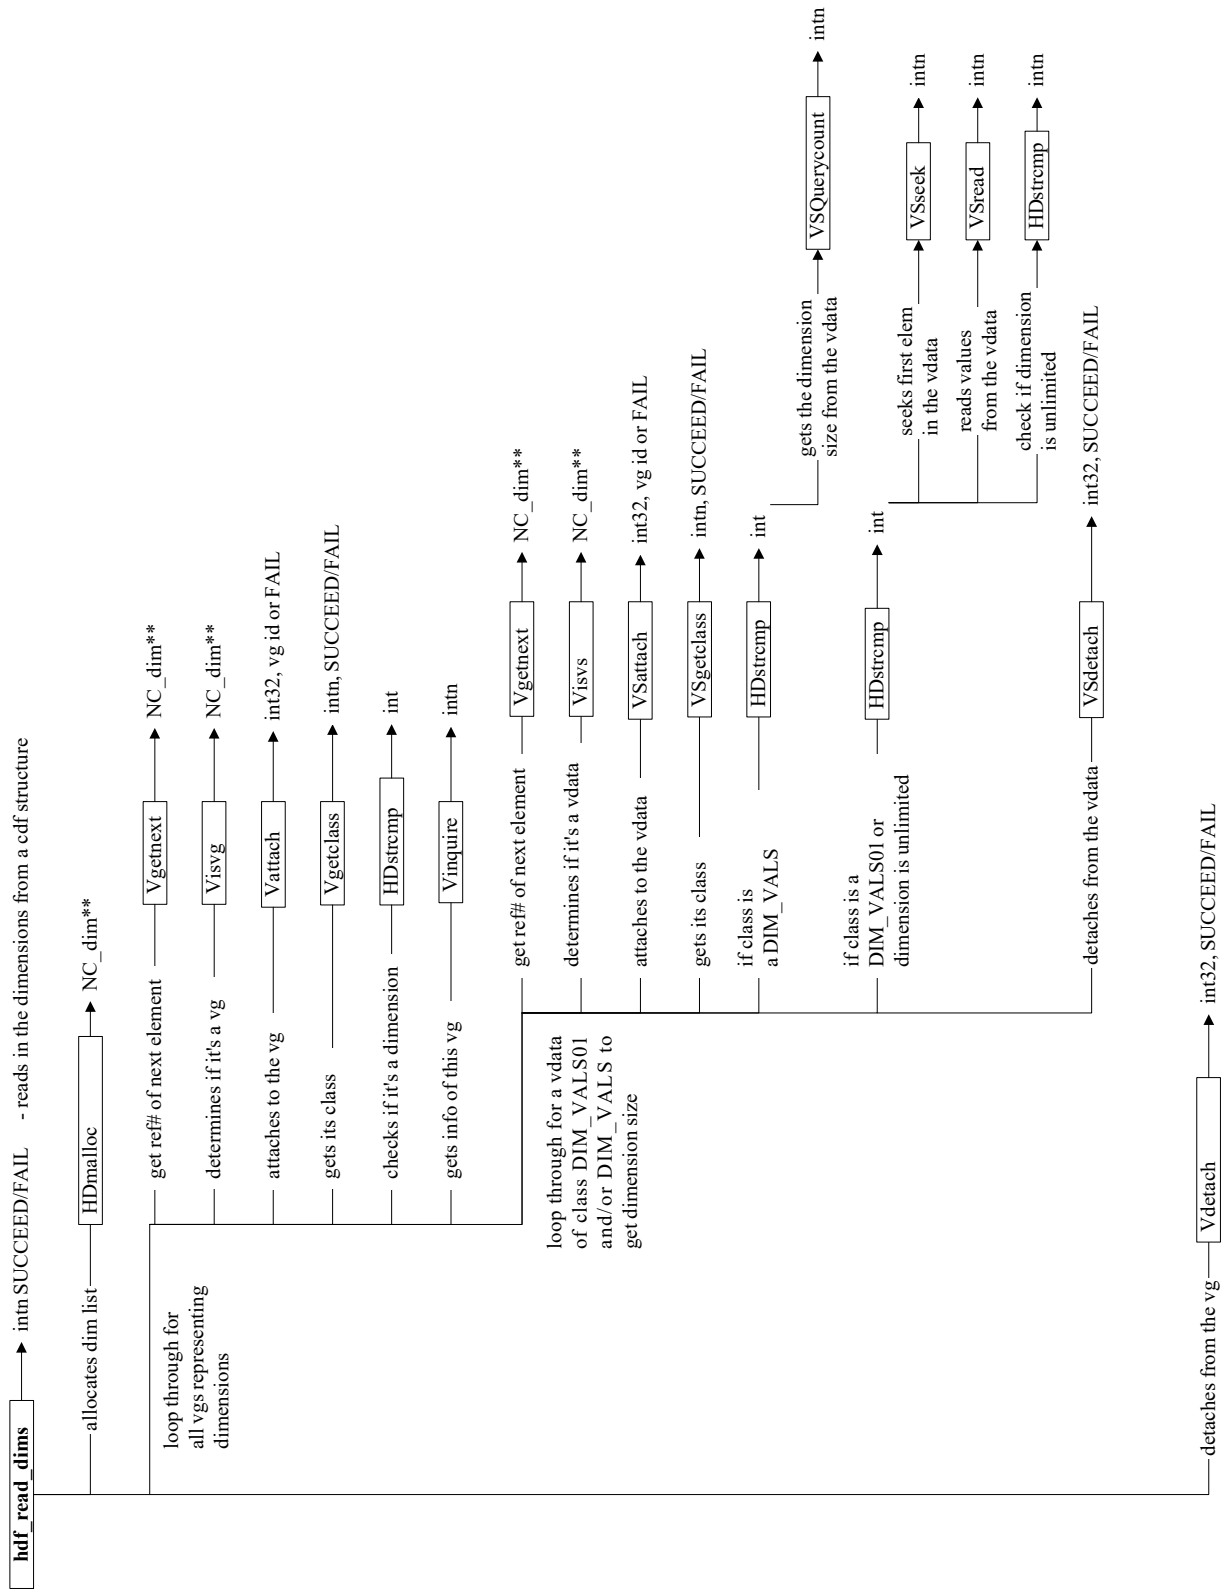 hdf_read_dims
intn SUCCEED/FAIL
- reads in the dimensions from a cdf structure
allocates dim list
HDmalloc
NC_dim**
loop through for
all vgs representing
dimensions
get ref# of next element
Vgetnext
NC_dim**
determines if it's a vg
Visvg
NC_dim**
attaches to the vg
Vattach
int32, vg id or FAIL
gets its class
Vgetclass
intn, SUCCEED/FAIL
checks if it's a dimension
HDstrcmp
int
gets info of this vg
Vinquire
intn
loop through for a vdata
of class DIM_VALS01
and/or DIM_VALS to
get dimension size
get ref# of next element
Vgetnext
NC_dim**
determines if it's a vdata
Visvs
NC_dim**
attaches to the vdata
VSattach
int32, vg id or FAIL
gets its class
VSgetclass
intn, SUCCEED/FAIL
if class is
a DIM_VALS
HDstrcmp
int
gets the dimension
size from the vdata
VSQuerycount
intn
if class is a
DIM_VALS01 or
dimension is unlimited
HDstrcmp
int
seeks first elem
in the vdata
VSseek
intn
reads values
from the vdata
VSread
intn
check if dimension
is unlimited
HDstrcmp
intn
detaches from the vdata
VSdetach
int32, SUCCEED/FAIL
detaches from the vg
Vdetach
int32, SUCCEED/FAIL